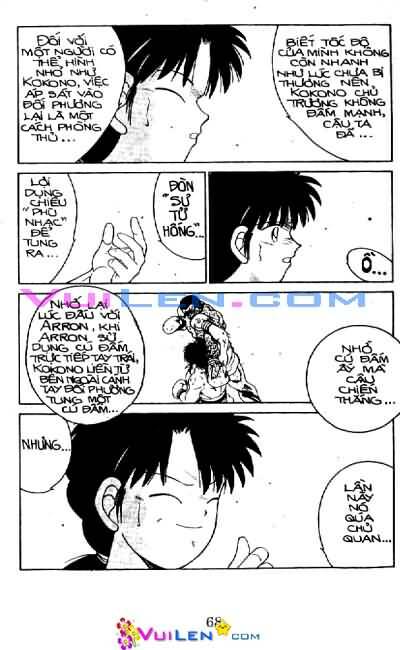 BIẾT TỐC ĐỘ
CỦA MÌNH KHÔNG
CÒN NHANH
NHƯ LÚC CHƯA BỊ
THƯƠNG NÊN
KOKONO CHỦ
TRƯƠNG KHÔNG
ĐẤM MẠNH,
CẬU TA
ĐÃ ...
ĐỐI VỚI
MỘT NGƯỜI CÓ
THỂ HÌNH
NHỎ NHƯ
KOKONO, VIỆC
ÁP SÁT VÀO
ĐỐI PHƯƠNG
LẠI LÀ MỘT
CÁCH PHÒNG
THỦ ...
Ồ...
ĐÒN
"SƯ
TỬ
HỐNG"...
LỢI
DỤNG
CHIÊU
"PHÙ
NHẠC"
ĐỂ
TUNG
RA ...
VUILEN.COM
NHỚ
CÚ ĐẤM
ẤY MÀ
CẬU
CHIẾN
THẮNG...
NHỚ LẠI
LÚC ĐẤU VỚI
ARRON, KHI
ARRON SỬ
DỤNG CÚ ĐẤM
TRỰC TIẾP TAY TRÁI,
KOKONO LIỀN TỪ
BÊN NGOÀI CÁNH
TAY ĐỐI PHƯƠNG
TUNG MỘT
CÚ ĐẤM...
LẦN
NÀY
NÓ
QUÁ
CHỦ
QUAN...
NHƯNG...
68
VUILEN.COM